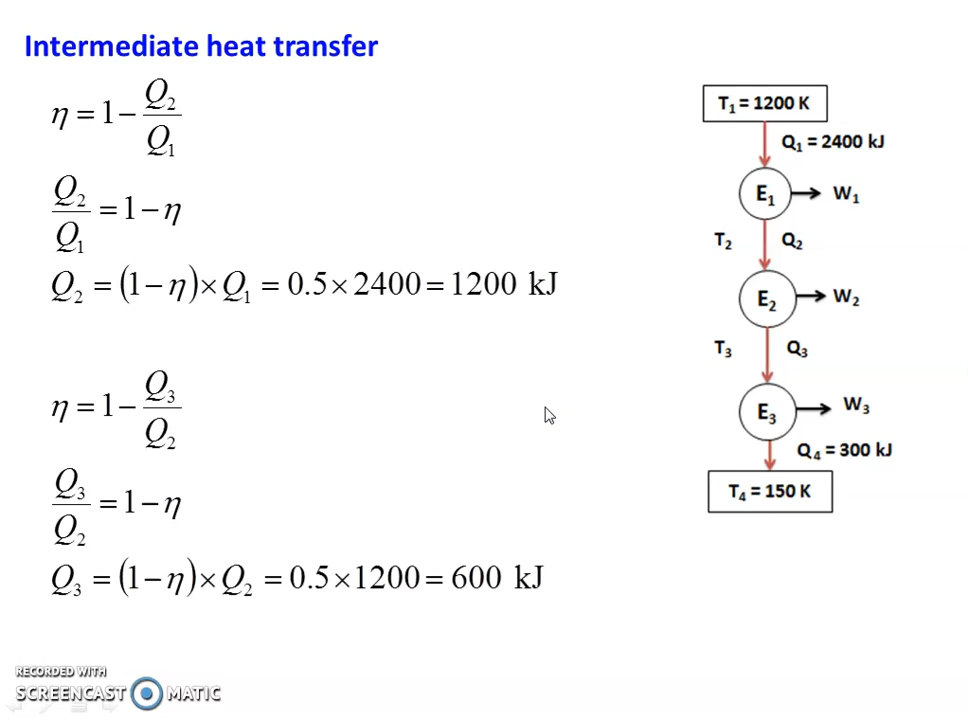 Intermediate heat transfer
η = 1 − Q₂/Q₁
Q₂/Q₁ = 1 − η
Q₂ = (1 − η) × Q₁ = 0.5 × 2400 = 1200 kJ
η = 1 − Q₃/Q₂
Q₃/Q₂ = 1 − η
Q₃ = (1 − η) × Q₂ = 0.5 × 1200 = 600 kJ
T₁ = 1200 K
Q₁ = 2400 kJ
E₁ W₁
T₂ Q₂
E₂ W₂
T₃ Q₃
E₃ W₃
Q₄ = 300 kJ
T₄ = 150 K
RECORDED WITH
SCREENCAST MATIC